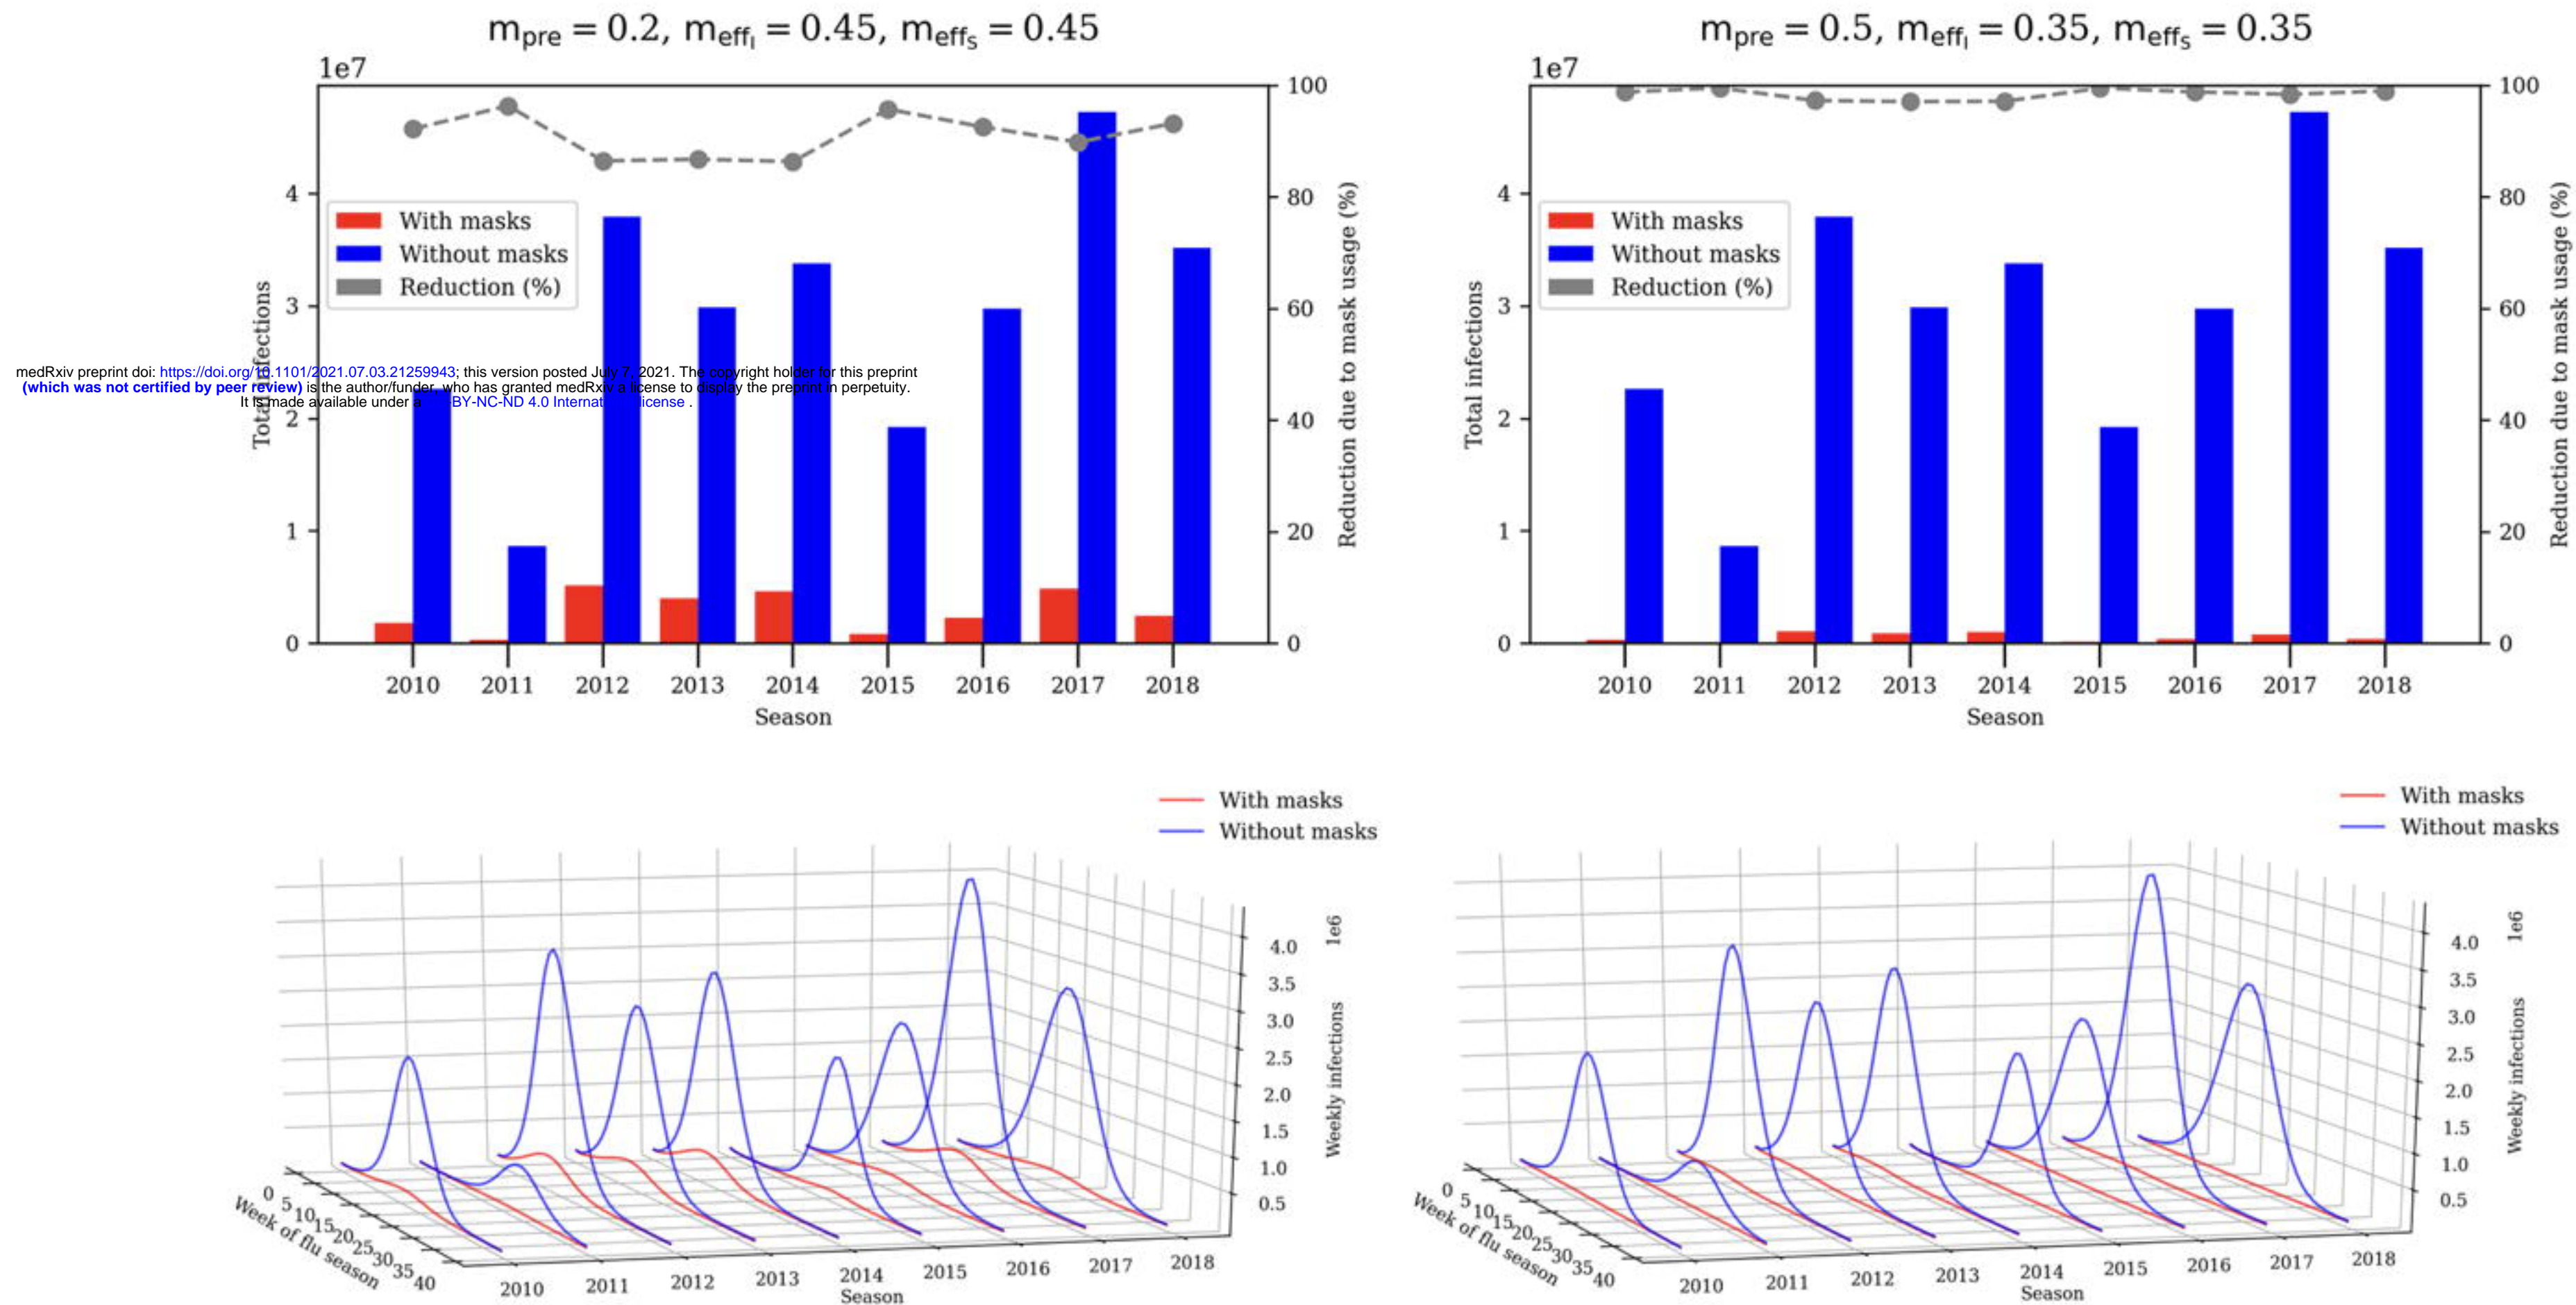 m_pre = 0.2, m_eff_I = 0.45, m_eff_S = 0.45
1e7
4
3
2
1
0
100
80
60
40
20
0
Total infections
Reduction due to mask usage (%)
With masks
Without masks
Reduction (%)
medRxiv preprint doi: https://doi.org/10.1101/2021.07.03.21259943; this version posted July 7, 2021. The copyright holder for this preprint
(which was not certified by peer review) is the author/funder, who has granted medRxiv a license to display the preprint in perpetuity.
It is made available under a BY-NC-ND 4.0 International license .
2010 2011 2012 2013 2014 2015 2016 2017 2018
Season
m_pre = 0.5, m_eff_I = 0.35, m_eff_S = 0.35
1e7
4
3
2
1
0
100
80
60
40
20
0
Total infections
Reduction due to mask usage (%)
With masks
Without masks
Reduction (%)
2010 2011 2012 2013 2014 2015 2016 2017 2018
Season
With masks
Without masks
1e6
4.0
3.5
3.0
2.5
2.0
1.5
1.0
0.5
Weekly infections
0 5 10 15 20 25 30 35 40
Week of flu season
2010 2011 2012 2013 2014 2015 2016 2017 2018
Season
With masks
Without masks
1e6
4.0
3.5
3.0
2.5
2.0
1.5
1.0
0.5
Weekly infections
0 5 10 15 20 25 30 35 40
Week of flu season
2010 2011 2012 2013 2014 2015 2016 2017 2018
Season